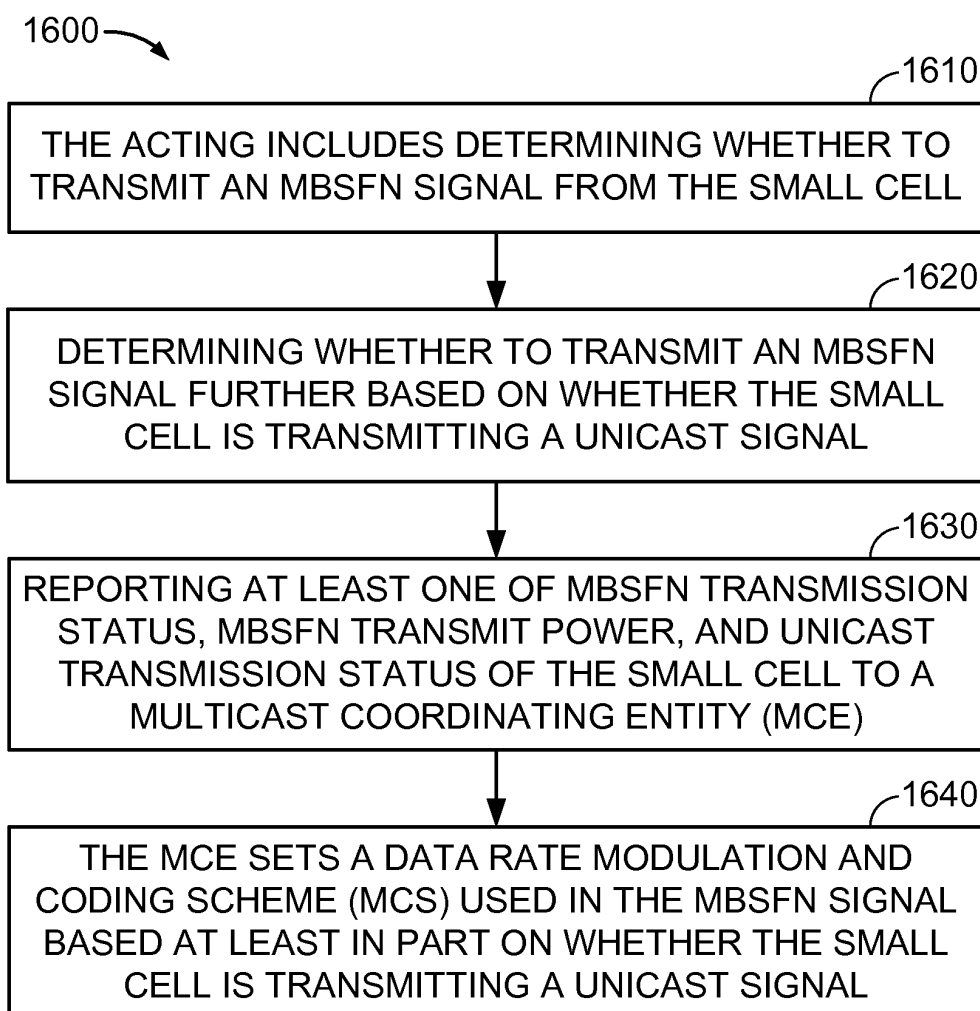 1600
1610
THE ACTING INCLUDES DETERMINING WHETHER TO
TRANSMIT AN MBSFN SIGNAL FROM THE SMALL CELL
1620
DETERMINING WHETHER TO TRANSMIT AN MBSFN
SIGNAL FURTHER BASED ON WHETHER THE SMALL
CELL IS TRANSMITTING A UNICAST SIGNAL
1630
REPORTING AT LEAST ONE OF MBSFN TRANSMISSION
STATUS, MBSFN TRANSMIT POWER, AND UNICAST
TRANSMISSION STATUS OF THE SMALL CELL TO A
MULTICAST COORDINATING ENTITY (MCE)
1640
THE MCE SETS A DATA RATE MODULATION AND
CODING SCHEME (MCS) USED IN THE MBSFN SIGNAL
BASED AT LEAST IN PART ON WHETHER THE SMALL
CELL IS TRANSMITTING A UNICAST SIGNAL